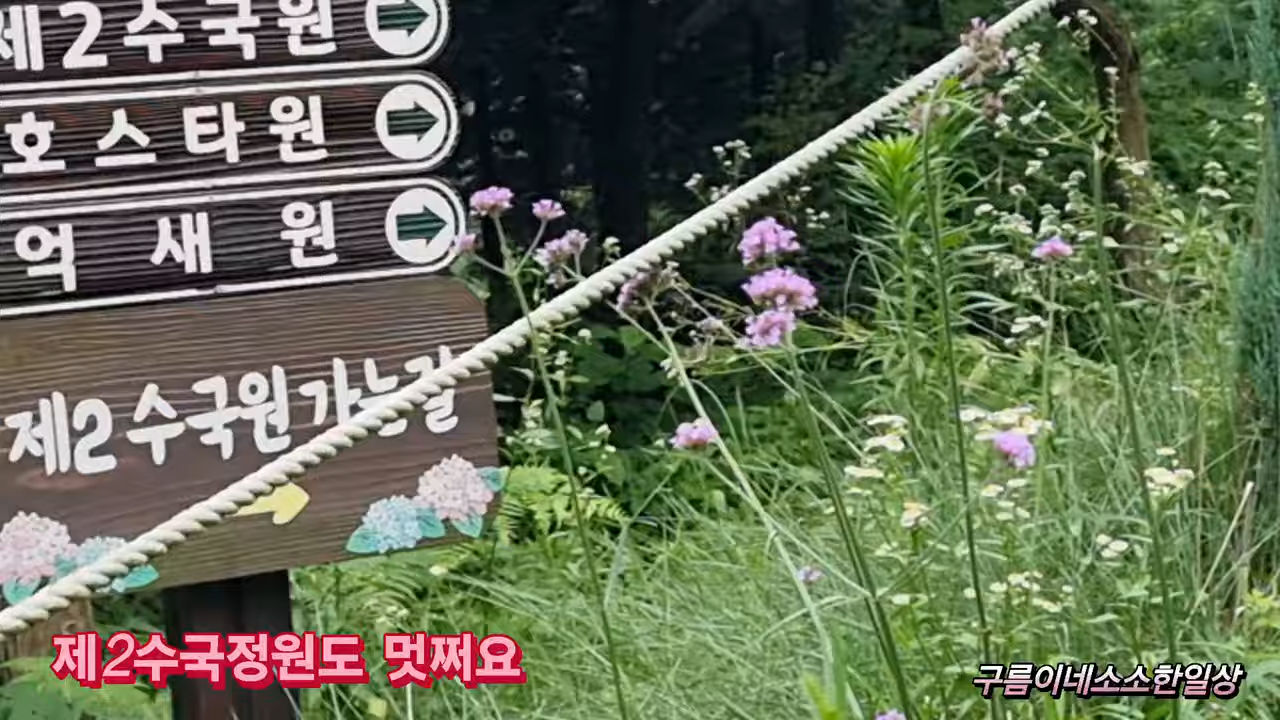 제2수국원
호스타원
억새원
제2수국원 가는길
제2수국정원도 멋쩌요
구름이네소소한일상